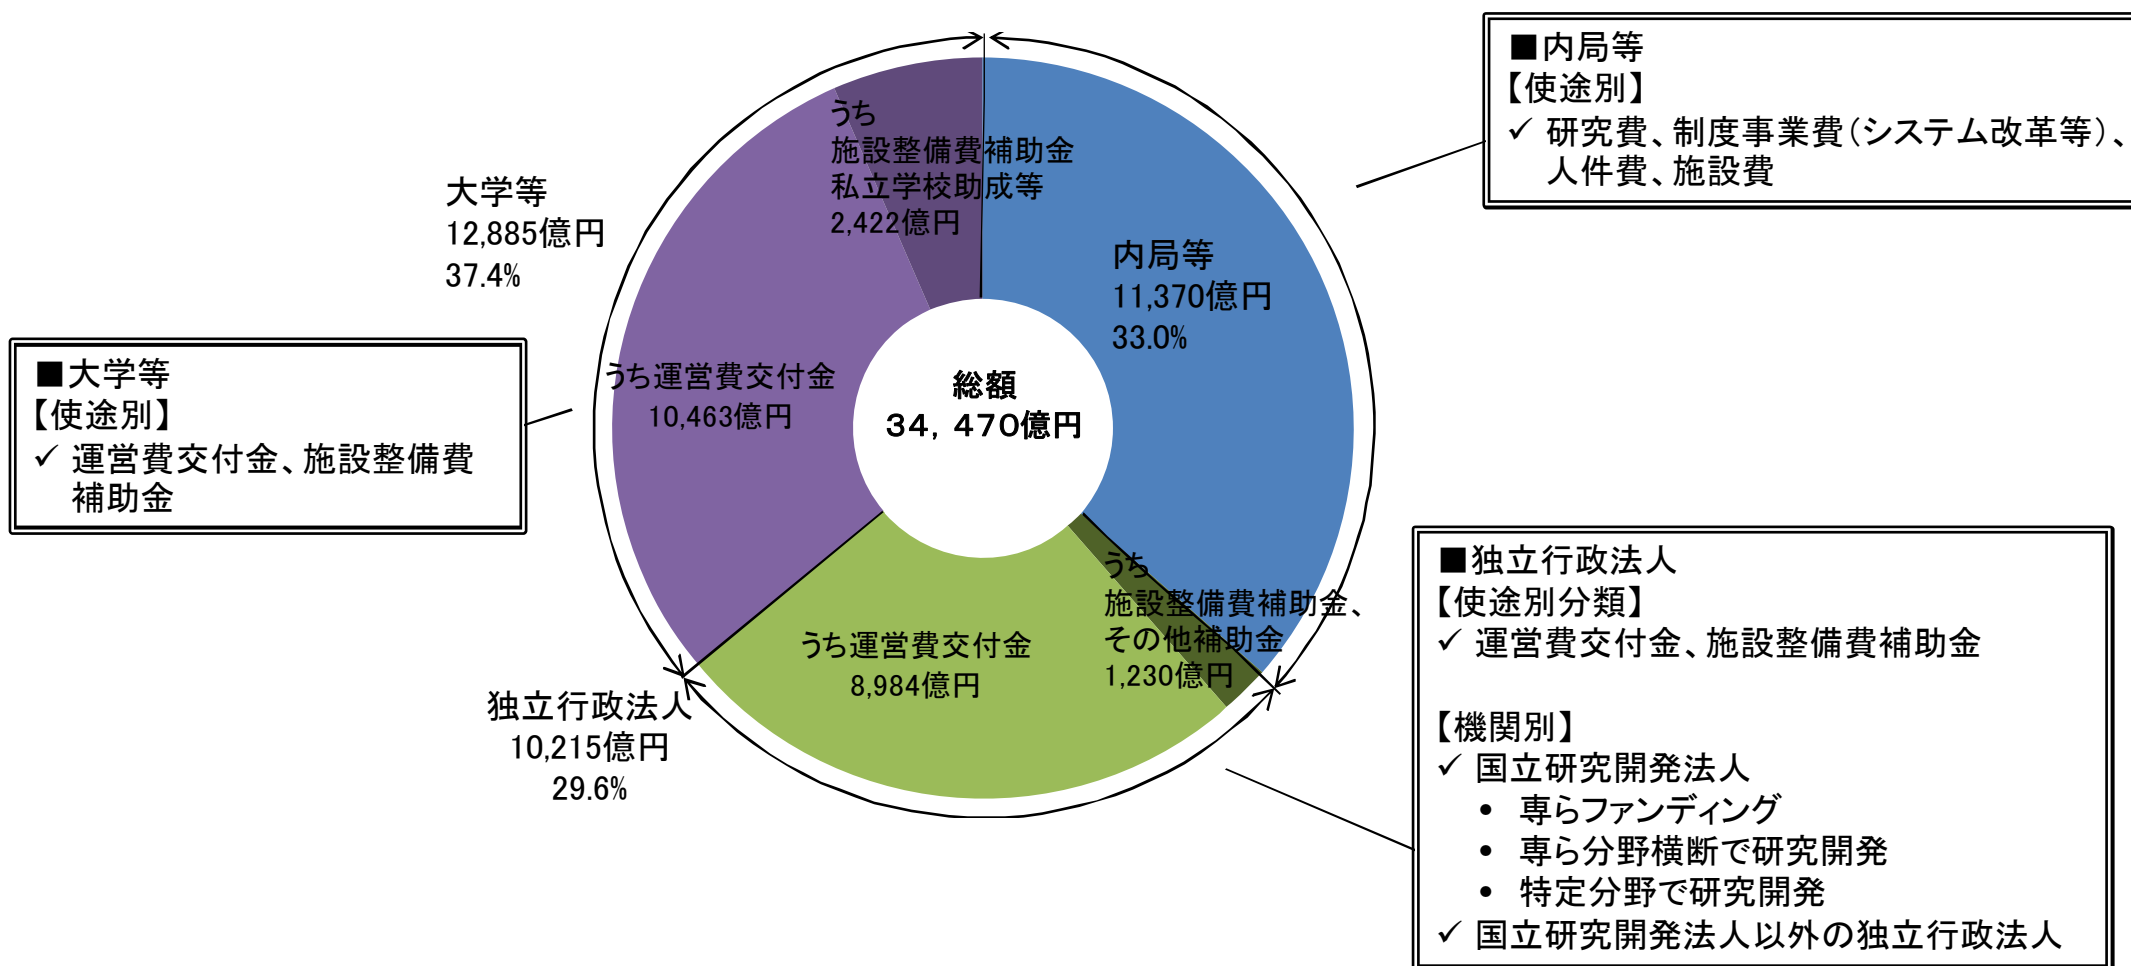 ■内局等
【使途別】
✓ 研究費、制度事業費（システム改革等）、
人件費、施設費
うち
施設整備費補助金
私立学校助成等
2,422億円
大学等
12,885億円
37.4%
内局等
11,370億円
33.0%
■大学等
【使途別】
✓ 運営費交付金、施設整備費
補助金
うち運営費交付金
10,463億円
総額
34，470億円
うち
施設整備費補助金、
その他補助金
1,230億円
うち運営費交付金
8,984億円
独立行政法人
10,215億円
29.6%
■独立行政法人
【使途別分類】
✓ 運営費交付金、施設整備費補助金
【機関別】
✓ 国立研究開発法人
• 専らファンディング
• 専ら分野横断で研究開発
• 特定分野で研究開発
✓ 国立研究開発法人以外の独立行政法人